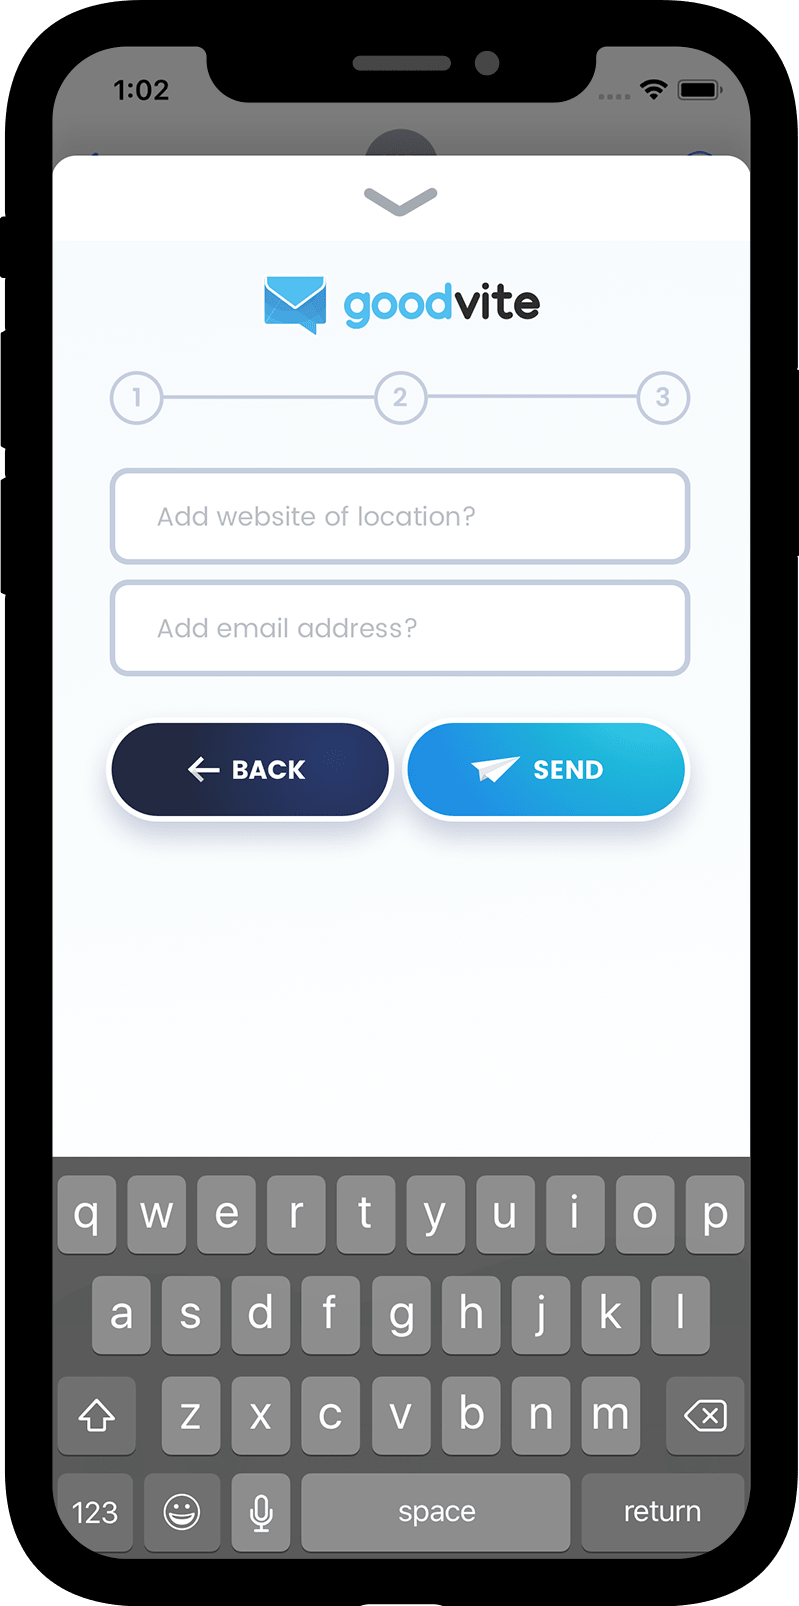 1:02
goodvite
1 2 3
Add website of location?
Add email address?
BACK SEND
q w e r t y u i o p
a s d f g h j k l
z x c v b n m
123 space return